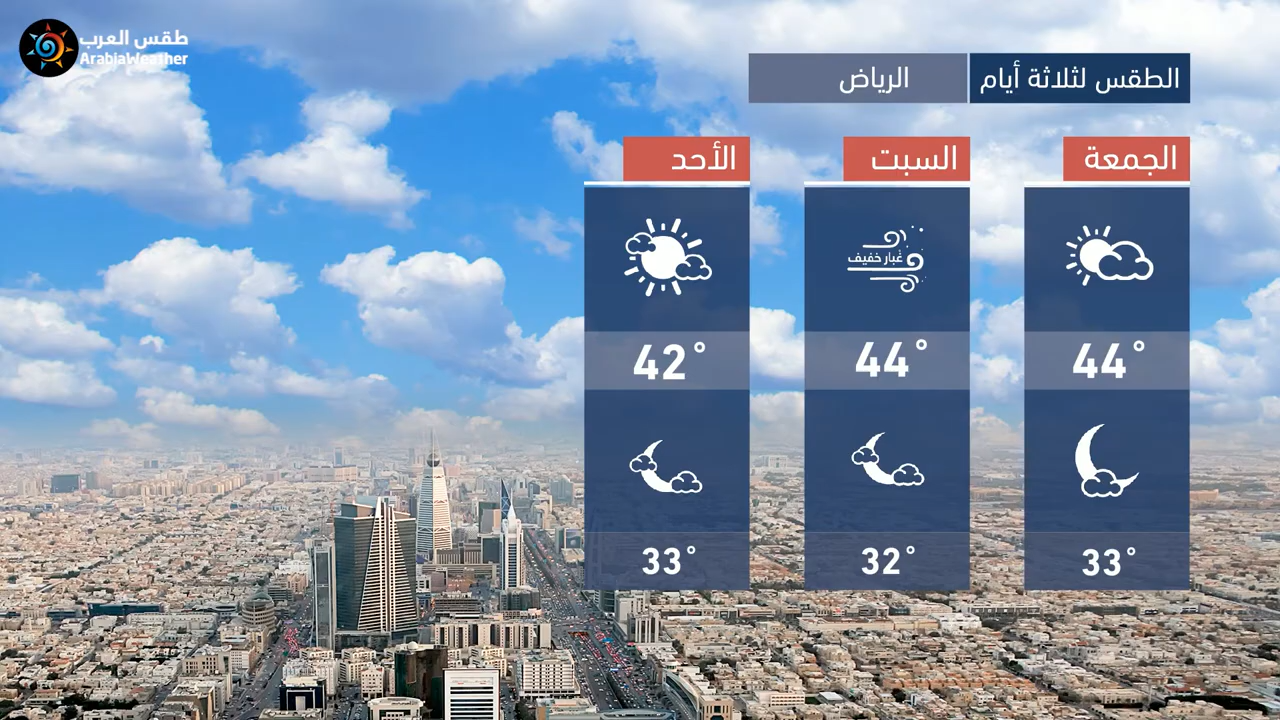 طقس العرب
ArabiaWeather
الطقس لثلاثة أيام
الرياض
الجمعة
السبت
الأحد
غبار خفيف
44°
44°
42°
33°
32°
33°